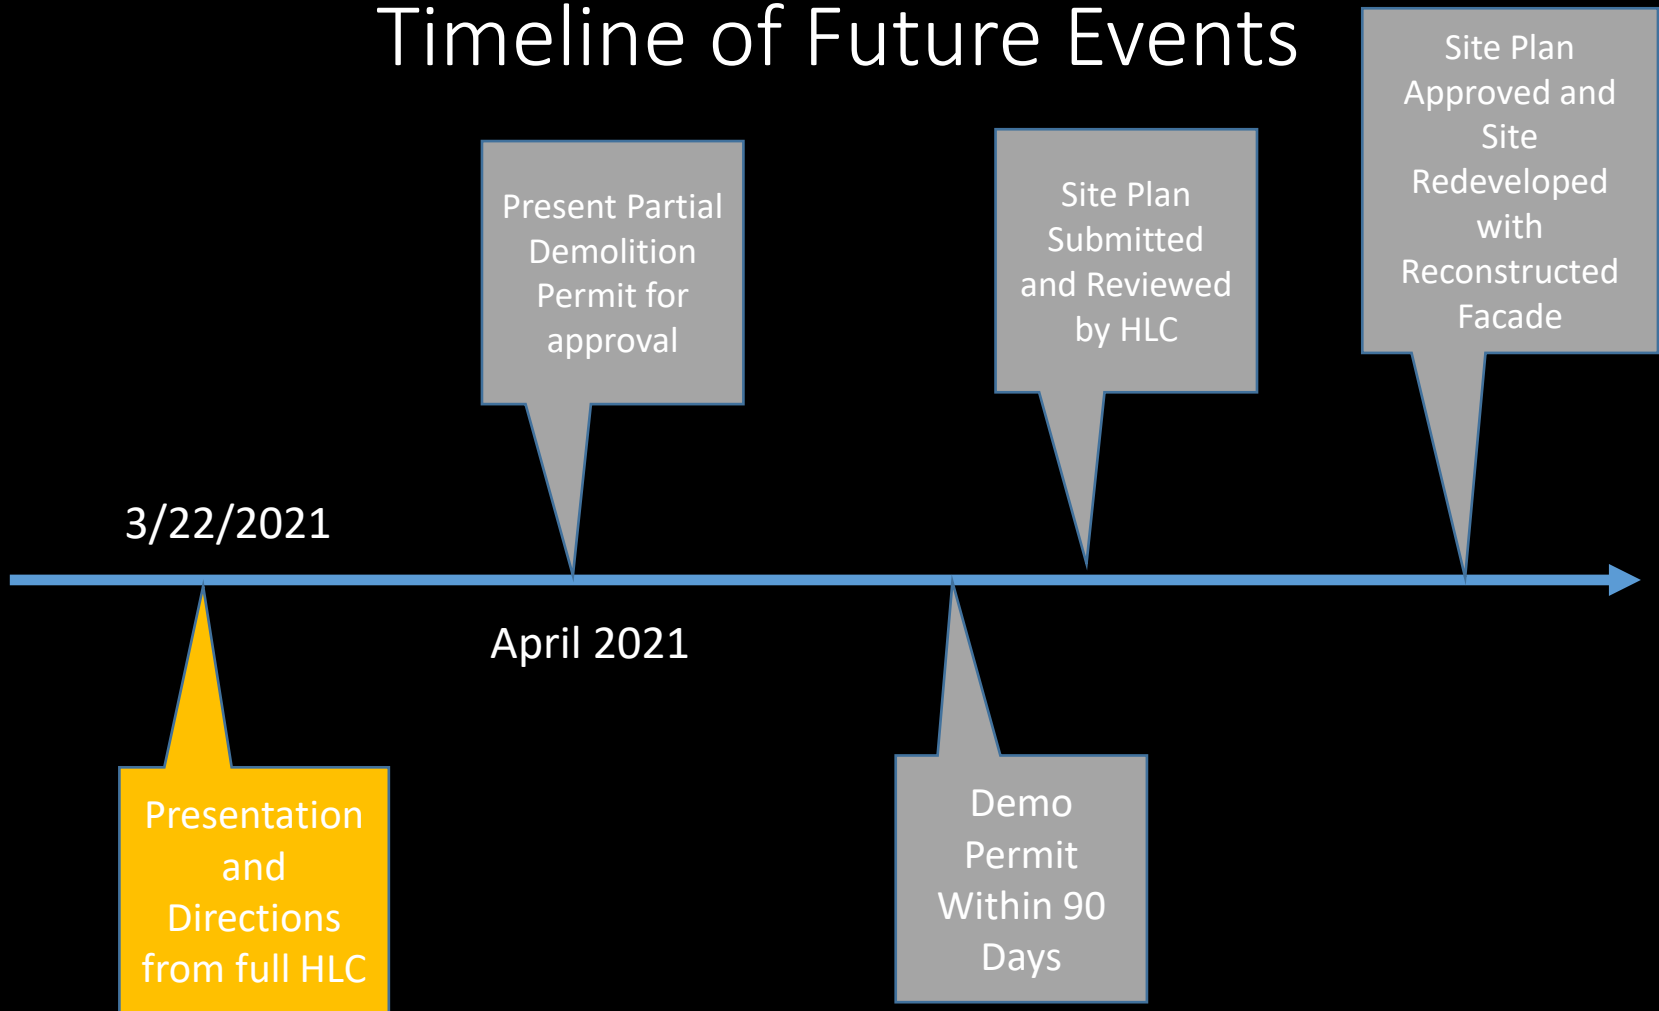 Timeline of Future Events
Site Plan
Approved and
Site
Redeveloped
with
Reconstructed
Facade
Present Partial
Demolition
Permit for
approval
Site Plan
Submitted
and Reviewed
by HLC
3/22/2021
April 2021
Presentation
and
Directions
from full HLC
Demo
Permit
Within 90
Days